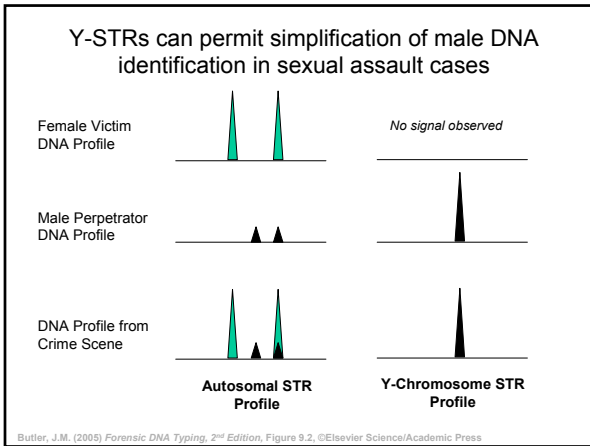 Y-STRs can permit simplification of male DNA
identification in sexual assault cases
Female Victim
DNA Profile
No signal observed
Male Perpetrator
DNA Profile
DNA Profile from
Crime Scene
Autosomal STR
Profile
Y-Chromosome STR
Profile
Butler, J.M. (2005) Forensic DNA Typing, 2nd Edition, Figure 9.2, ©Elsevier Science/Academic Press